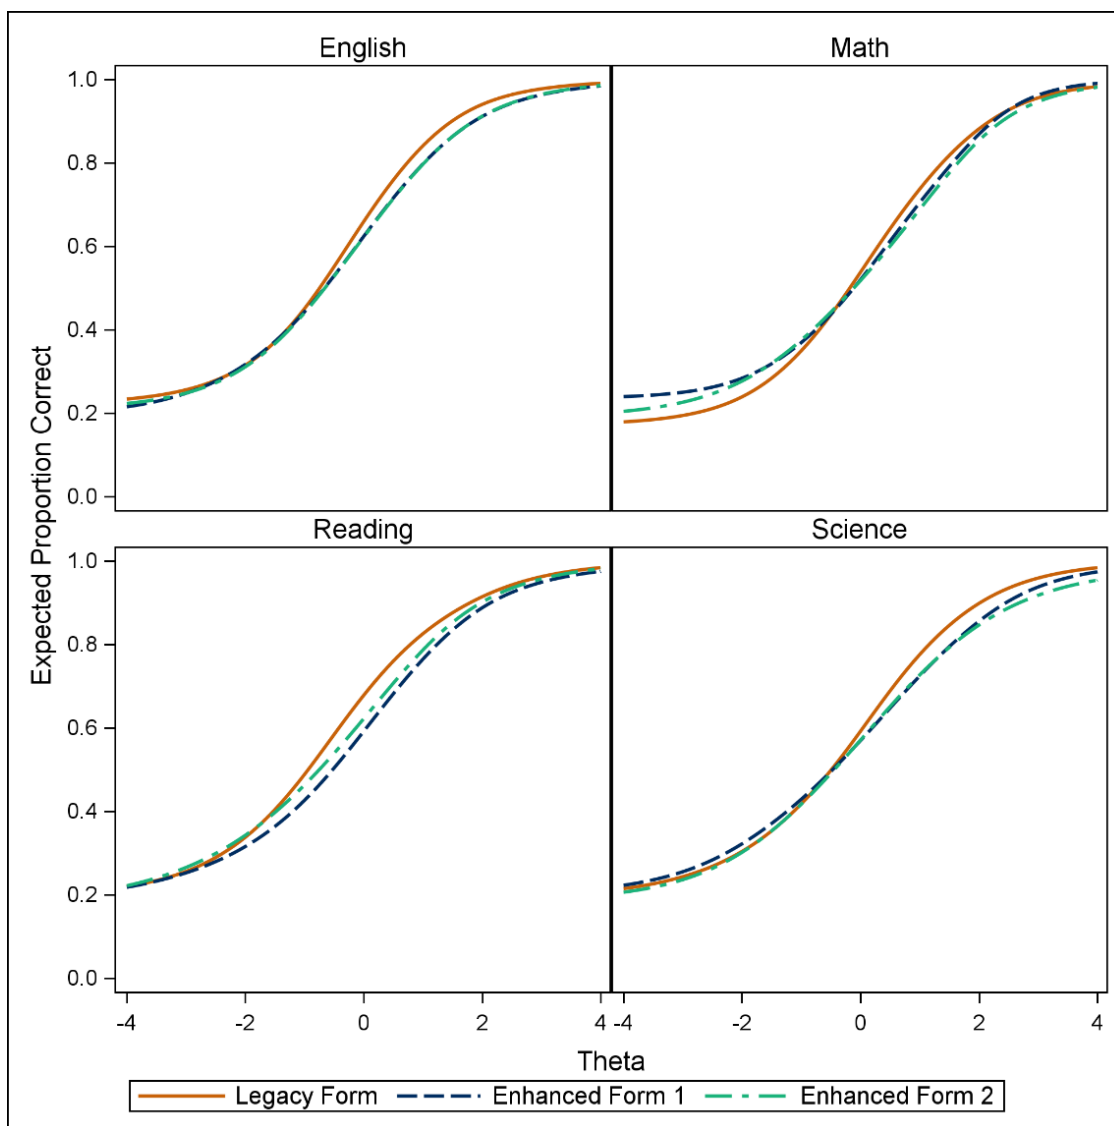 English Math
1.0
0.8
0.6
0.4
0.2
0.0
Expected Proportion Correct
Reading Science
1.0
0.8
0.6
0.4
0.2
0.0
-4 -2 0 2 4 -4 -2 0 2 4
Theta
Legacy Form Enhanced Form 1 Enhanced Form 2